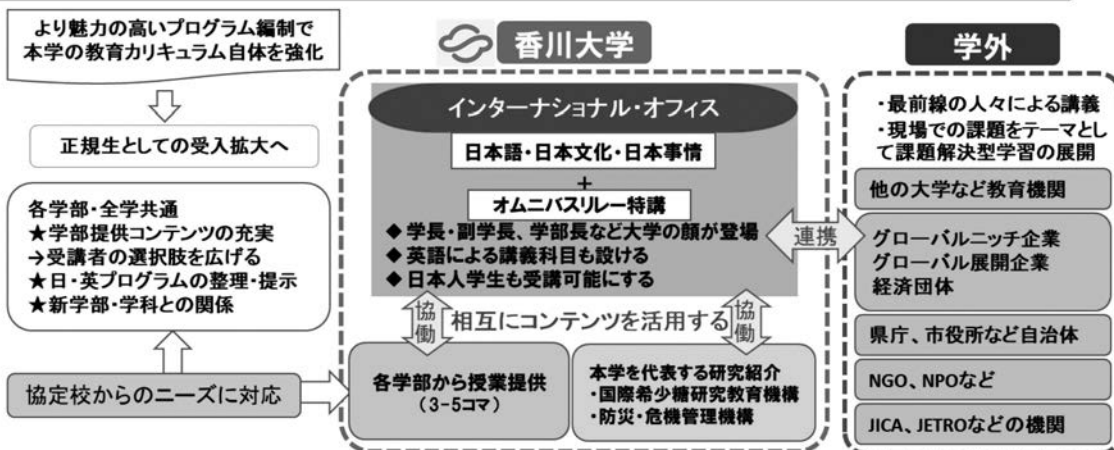 より魅力の高いプログラム編制で
本学の教育カリキュラム自体を強化
正規生としての受入拡大へ
各学部・全学共通
★学部提供コンテンツの充実
→受講者の選択肢を広げる
★日・英プログラムの整理・提示
★新学部・学科との関係
協定校からのニーズに対応
香川大学
インターナショナル・オフィス
日本語・日本文化・日本事情
+
オムニバスリレー特講
◆ 学長・副学長、学部長など大学の顔が登場
◆ 英語による講義科目も設ける
◆ 日本人学生も受講可能にする
協働
相互にコンテンツを活用する
協働
各学部から授業提供
（3-5コマ）
本学を代表する研究紹介
・国際希少糖研究教育機構
・防災・危機管理機構
連携
学外
・最前線の人々による講義
・現場での課題をテーマとし
て課題解決型学習の展開
他の大学など教育機関
グローバルニッチ企業
グローバル展開企業
経済団体
県庁、市役所など自治体
NGO、NPOなど
JICA、JETROなどの機関